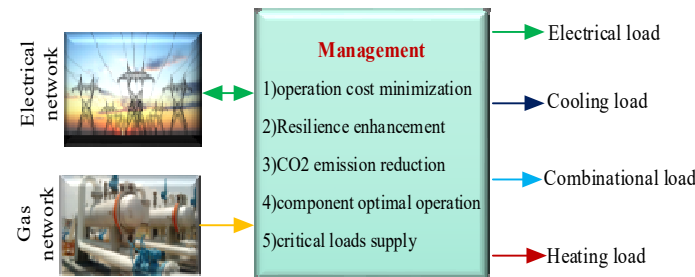 Electrical
network
Gas
network
Management
1)operation cost minimization
2)Resilience enhancement
3)CO2 emission reduction
4)component optimal operation
5)critical loads supply
Electrical load
Cooling load
Combinational load
Heating load